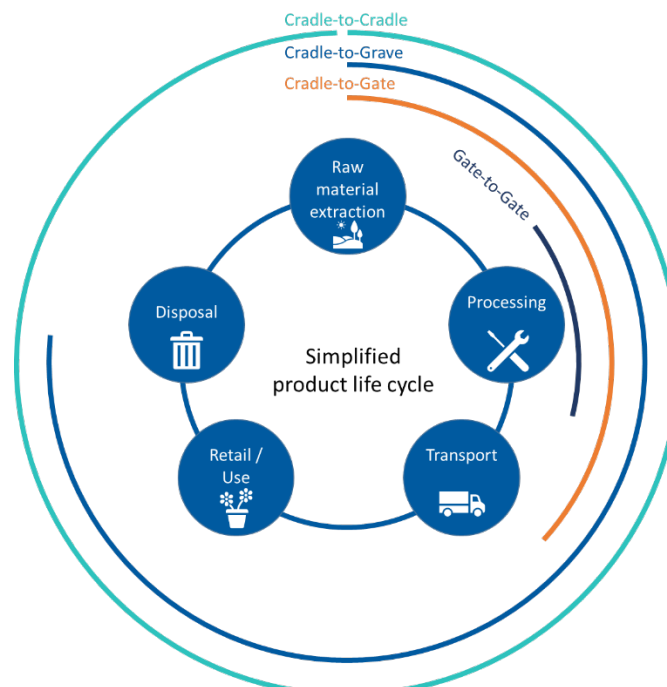 Cradle-to-Cradle
Cradle-to-Grave
Cradle-to-Gate
Gate-to-Gate
Raw
material
extraction
Processing
Disposal
Simplified
product life cycle
Retail /
Use
Transport